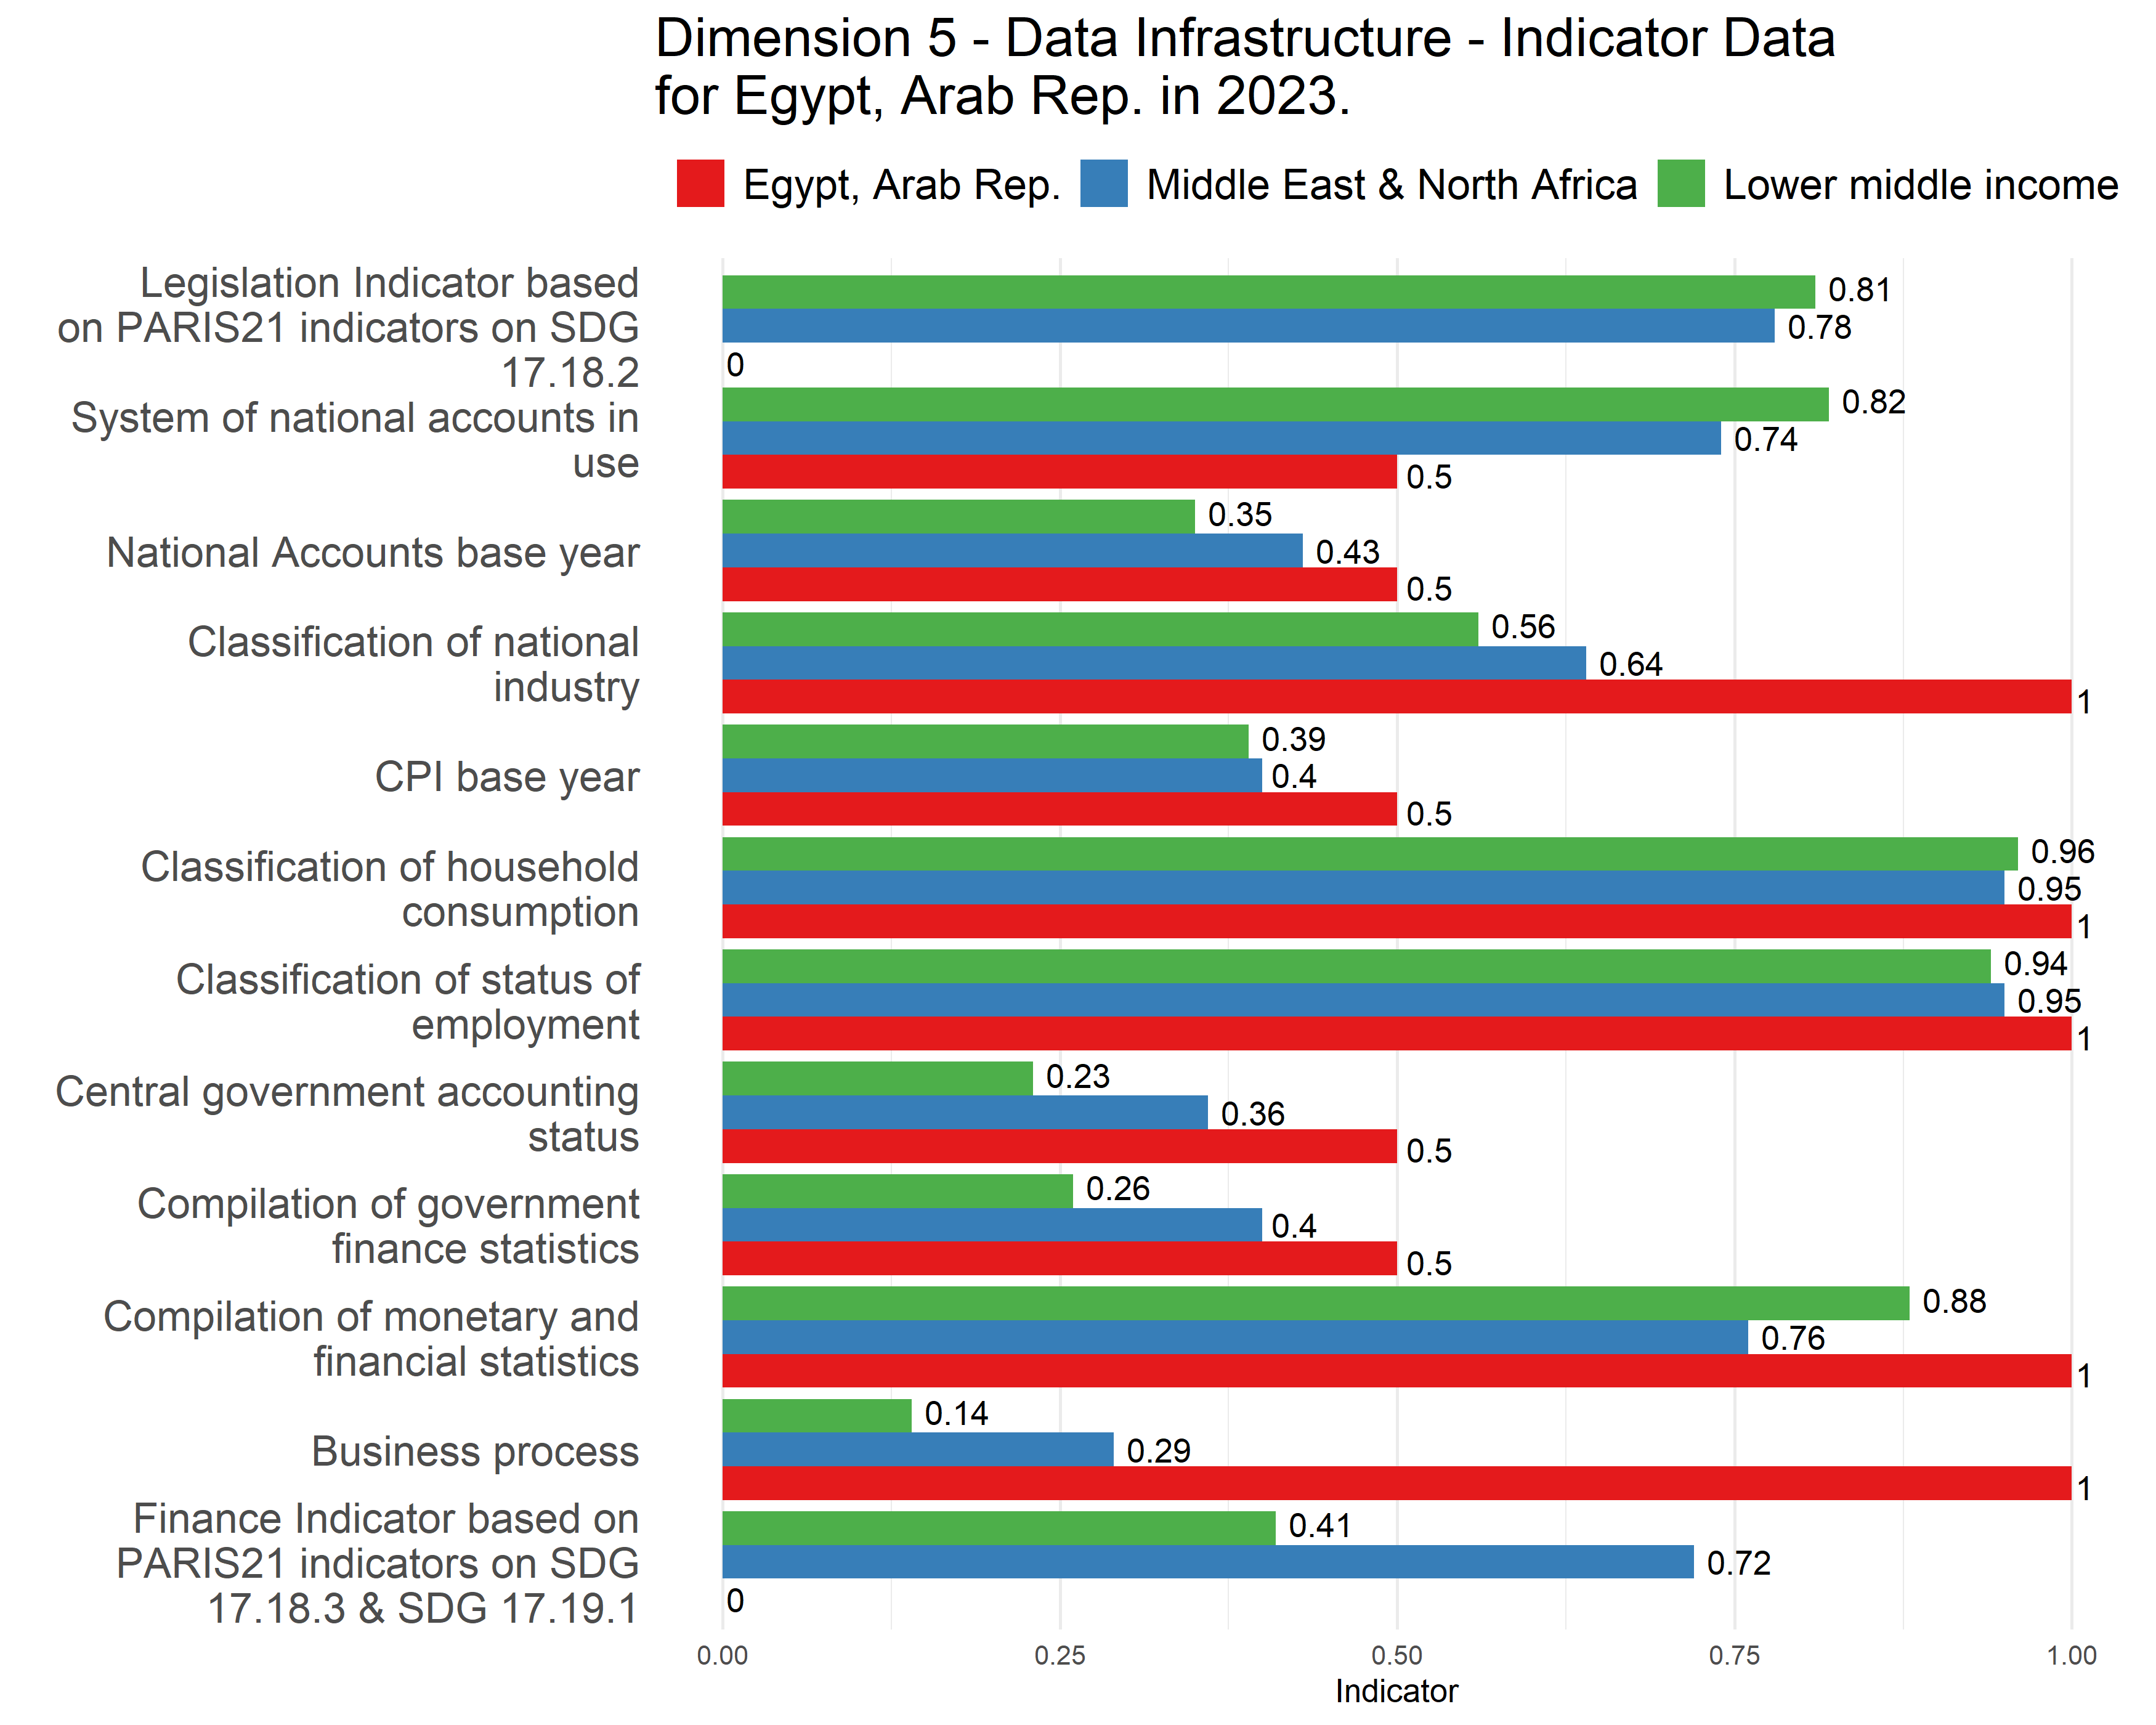 Dimension 5 - Data Infrastructure - Indicator Data
for Egypt, Arab Rep. in 2023.
Egypt, Arab Rep. Middle East & North Africa Lower middle income
Legislation Indicator based
on PARIS21 indicators on SDG
17.18.2
0.81
0.78
0
System of national accounts in
use
0.82
0.74
0.5
National Accounts base year
0.35
0.43
0.5
Classification of national
industry
0.56
0.64
1
CPI base year
0.39
0.4
0.5
Classification of household
consumption
0.96
0.95
1
Classification of status of
employment
0.94
0.95
1
Central government accounting
status
0.23
0.36
0.5
Compilation of government
finance statistics
0.26
0.4
0.5
Compilation of monetary and
financial statistics
0.88
0.76
1
Business process
0.14
0.29
1
Finance Indicator based on
PARIS21 indicators on SDG
17.18.3 & SDG 17.19.1
0.41
0.72
0
0.00 0.25 0.50 0.75 1.00
Indicator